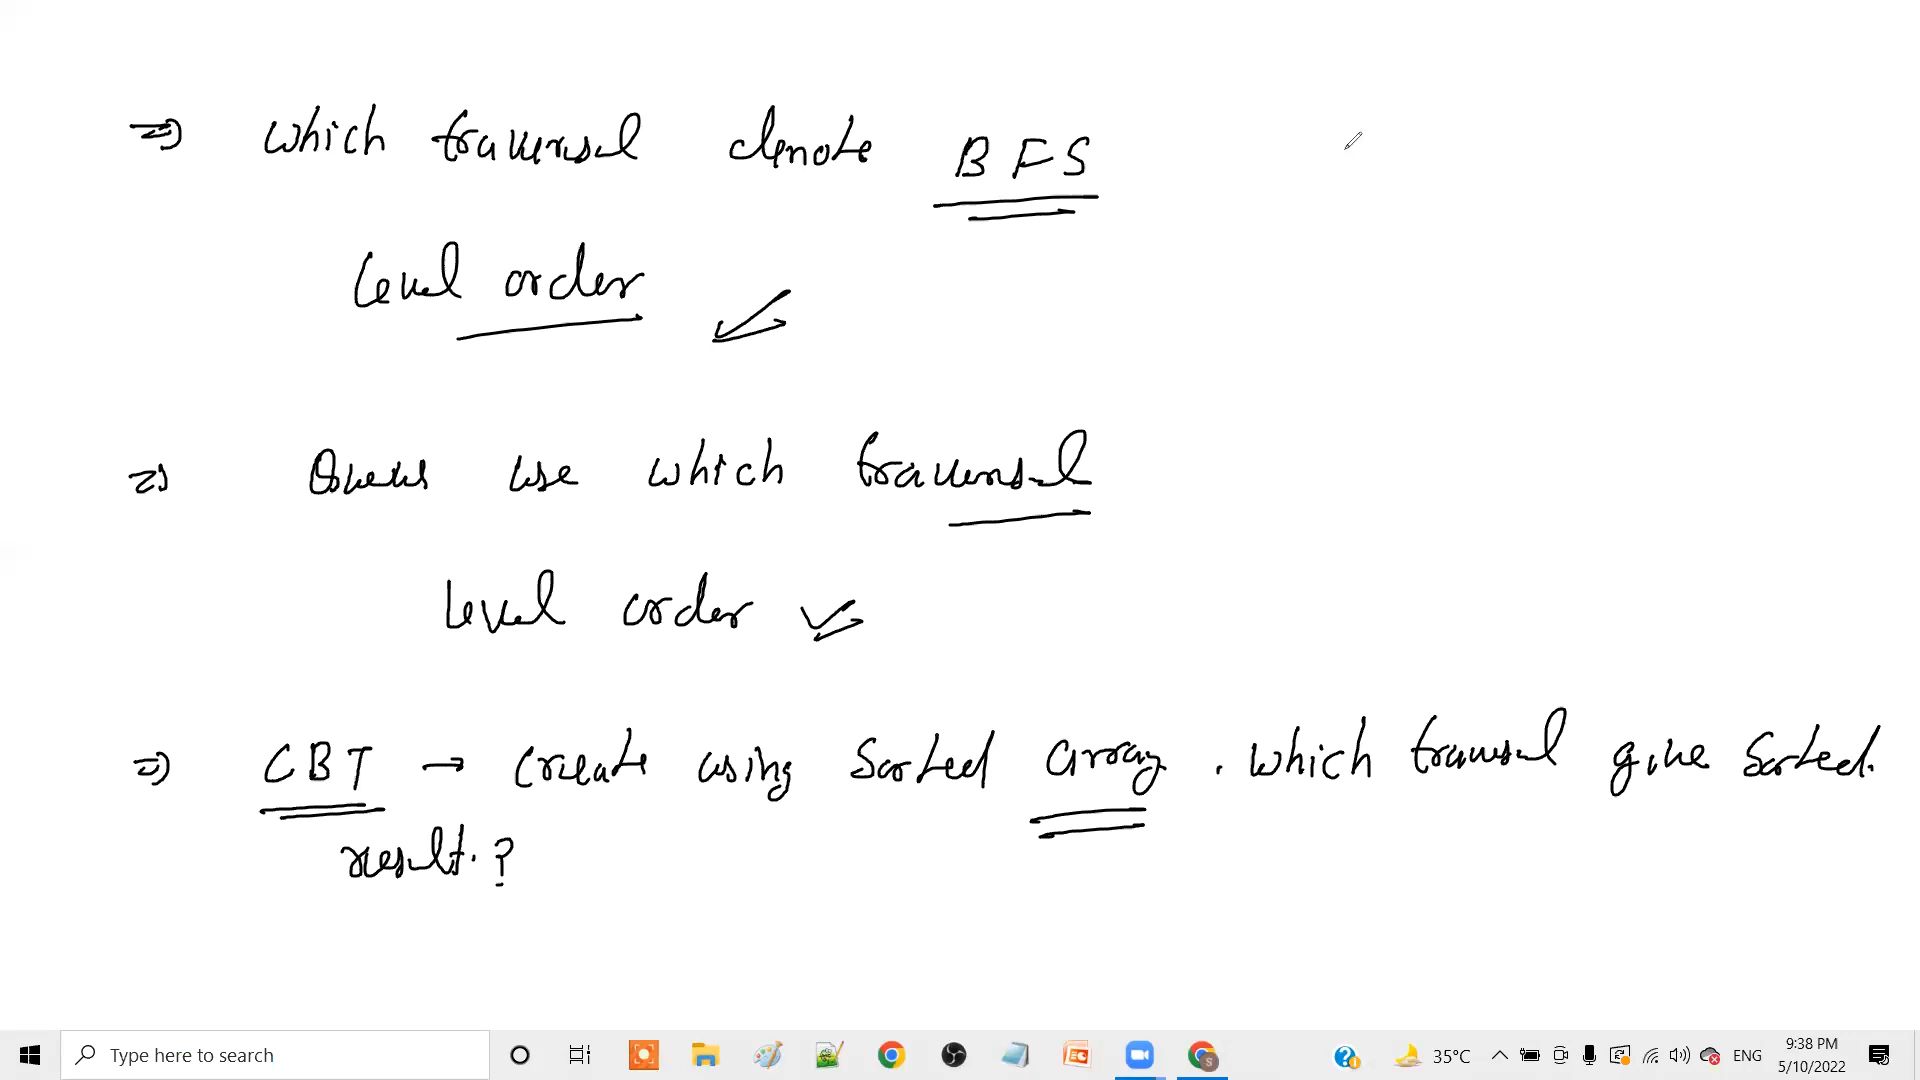 ⇒ which traversal denote BFS
level order
⇒ Queue use which traversal
level order
⇒ CBT → create using Sorted array. which traversal give Sorted.
result.?
Type here to search
35°C
ENG
9:38 PM
5/10/2022